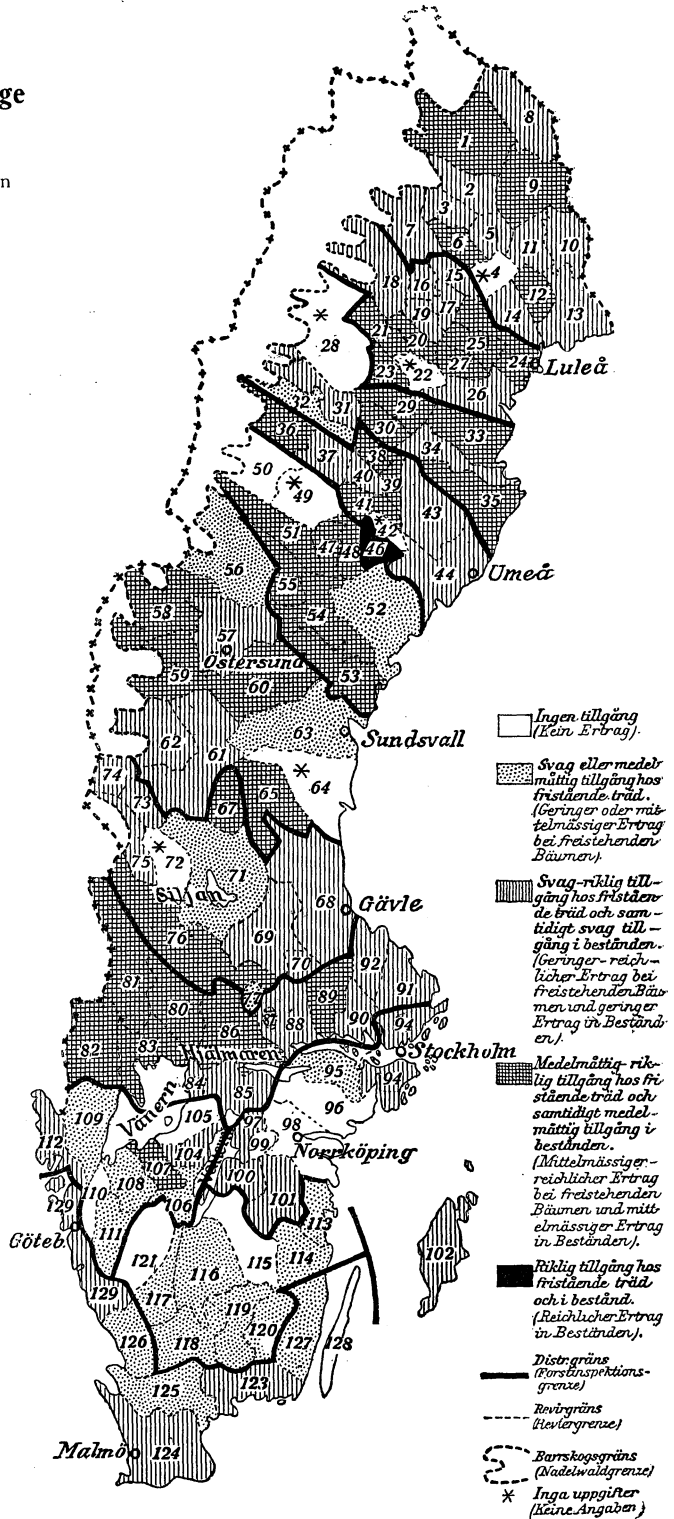 ge
n
8
1
9
2
3
7
5
11
10
6
4
18
16
15
12
14
13
19
17
21
20
25
28
23
22
27
24
Luleå
26
32
31
29
36
30
33
34
37
38
50
40
39
35
49
41
43
51
42
47
48
46
44
Umeå
56
55
52
58
54
57
Östersund
53
59
60
63
Sundsvall
62
61
74
64
73
67
65
75
72
71
Siljan
68
Gävle
76
69
70
92
81
77
91
80
89
86
87
88
90
94
82
83
Hjälmaren
Stockholm
84
95
94
85
109
Vänern
105
96
112
97
98
104
99
Norrköping
110
108
107
100
129
106
101
113
Göteb
111
102
121
115
114
116
129
117
119
126
118
120
127
128
125
123
Malmö
124
Ingen tillgång
(Kein Ertrag).
Svag eller medel-
måttig tillgång hos
fristående träd.
(Geringer oder mit-
telmässiger Ertrag
bei freistehenden
Bäumen).
Svag-riklig till-
gång hos friståen-
de träd och sam-
tidigt svag till-
gång i bestånden.
(Geringer-reich-
licher Ertrag bei
freistehenden Bäu-
men und geringer
Ertrag in Beständ-
en).
Medelmåttig-rik-
lig tillgång hos fri
stående träd och
samtidigt medel-
måttig tillgång i
bestånden.
(Mittelmässiger-
reichlicher Ertrag
bei freistehenden
Bäumen und mitt-
elmässiger Ertrag
in Beständen).
Riklig tillgång hos
fristående träd
och i bestånd.
(Reichlicher Ertrag
in Beständen).
Distr.gräns
(Forstinspektions-
grenze)
Revirgräns
(Reviergrenze)
Barrskogsgräns
(Nadelwaldgrenze)
Inga uppgifter
(Keine Angaben)